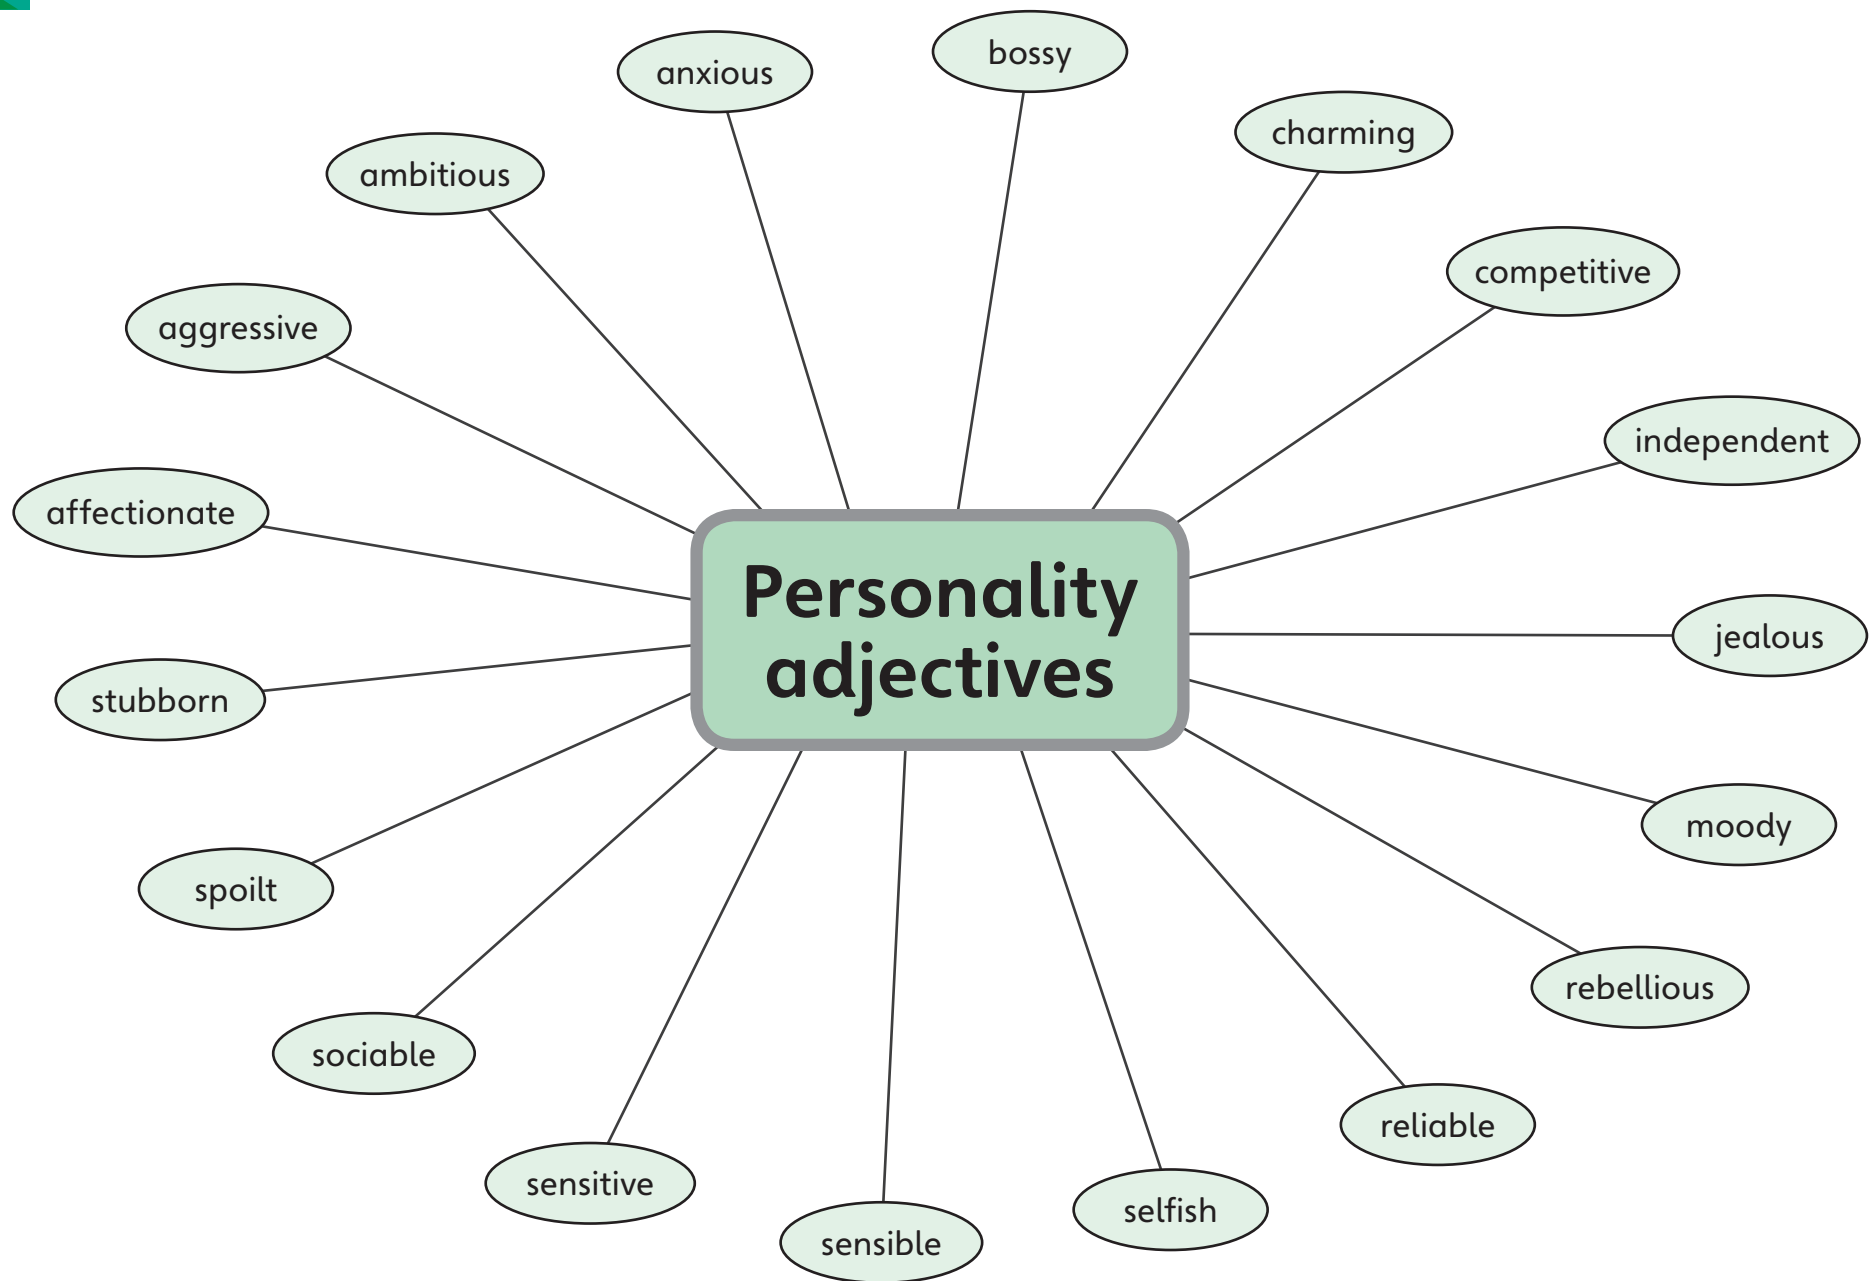 Personality
adjectives
bossy
charming
competitive
independent
jealous
moody
rebellious
reliable
selfish
sensible
sensitive
sociable
spoilt
stubborn
affectionate
aggressive
ambitious
anxious